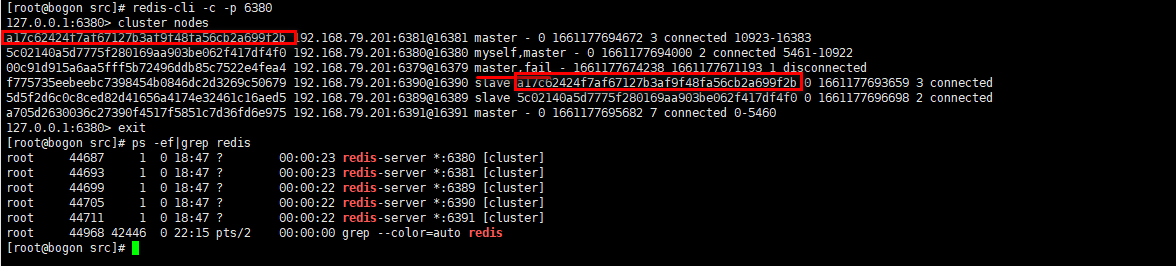 [root@bogon src]# redis-cli -c -p 6380
127.0.0.1:6380> cluster nodes
a17c62424f7af67127b3af9f48fa56cb2a699f2b 192.168.79.201:6381@16381 master - 0 1661177694672 3 connected 10923-16383
5c02140a5d7775f280169aa903be062f417df4f0 192.168.79.201:6380@16380 myself,master - 0 1661177694000 2 connected 5461-10922
00c91d915a6aa5fff5b72496ddb85c7522e4fea4 192.168.79.201:6379@16379 master,fail - 1661177674238 1661177671193 1 disconnected
f775735eebeebc7398454b0846dc2d3269c50679 192.168.79.201:6390@16390 slave a17c62424f7af67127b3af9f48fa56cb2a699f2b 0 1661177693659 3 connected
5d5f2d6c0c8ced82d41656a4174e32461c16aed5 192.168.79.201:6389@16389 slave 5c02140a5d7775f280169aa903be062f417df4f0 0 1661177696698 2 connected
a705d2630036c27390f4517f5851c7d36fd6e975 192.168.79.201:6391@16391 master - 0 1661177695682 7 connected 0-5460
127.0.0.1:6380> exit
[root@bogon src]# ps -ef|grep redis
root 44687 1 0 18:47 ? 00:00:23 redis-server *:6380 [cluster]
root 44693 1 0 18:47 ? 00:00:23 redis-server *:6381 [cluster]
root 44699 1 0 18:47 ? 00:00:22 redis-server *:6389 [cluster]
root 44705 1 0 18:47 ? 00:00:22 redis-server *:6390 [cluster]
root 44711 1 0 18:47 ? 00:00:22 redis-server *:6391 [cluster]
root 44968 42446 0 22:15 pts/2 00:00:00 grep --color=auto redis
[root@bogon src]#